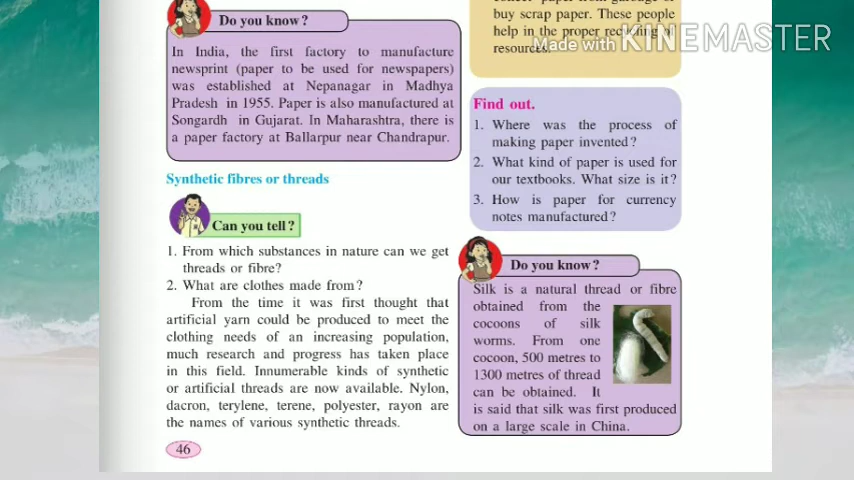 Do you know?
In India, the first factory to manufacture
newsprint (paper to be used for newspapers)
was established at Nepanagar in Madhya
Pradesh in 1955. Paper is also manufactured at
Songardh in Gujarat. In Maharashtra, there is
a paper factory at Ballarpur near Chandrapur.
Synthetic fibres or threads
Can you tell?
1. From which substances in nature can we get
threads or fibre?
2. What are clothes made from?
From the time it was first thought that
artificial yarn could be produced to meet the
clothing needs of an increasing population,
much research and progress has taken place
in this field. Innumerable kinds of synthetic
or artificial threads are now available. Nylon,
dacron, terylene, terene, polyester, rayon are
the names of various synthetic threads.
46
buy scrap paper. These people
help in the proper recycling of
resources.
Made with KINEMASTER
Find out.
1. Where was the process of
making paper invented?
2. What kind of paper is used for
our textbooks. What size is it?
3. How is paper for currency
notes manufactured?
Do you know?
Silk is a natural thread or fibre
obtained from the
cocoons of silk
worms. From one
cocoon, 500 metres to
1300 metres of thread
can be obtained. It
is said that silk was first produced
on a large scale in China.